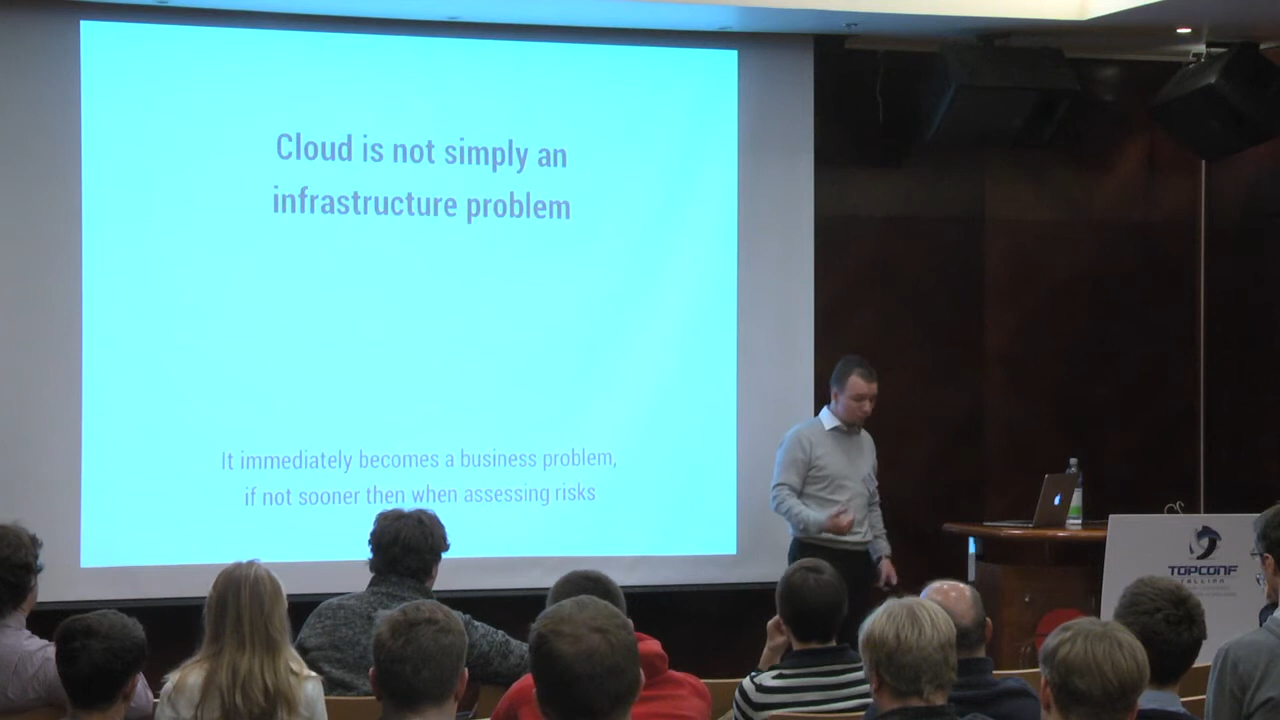 Cloud is not simply an
infrastructure problem
It immediately becomes a business problem,
if not sooner then when assessing risks
TOPCONF
TALLINN